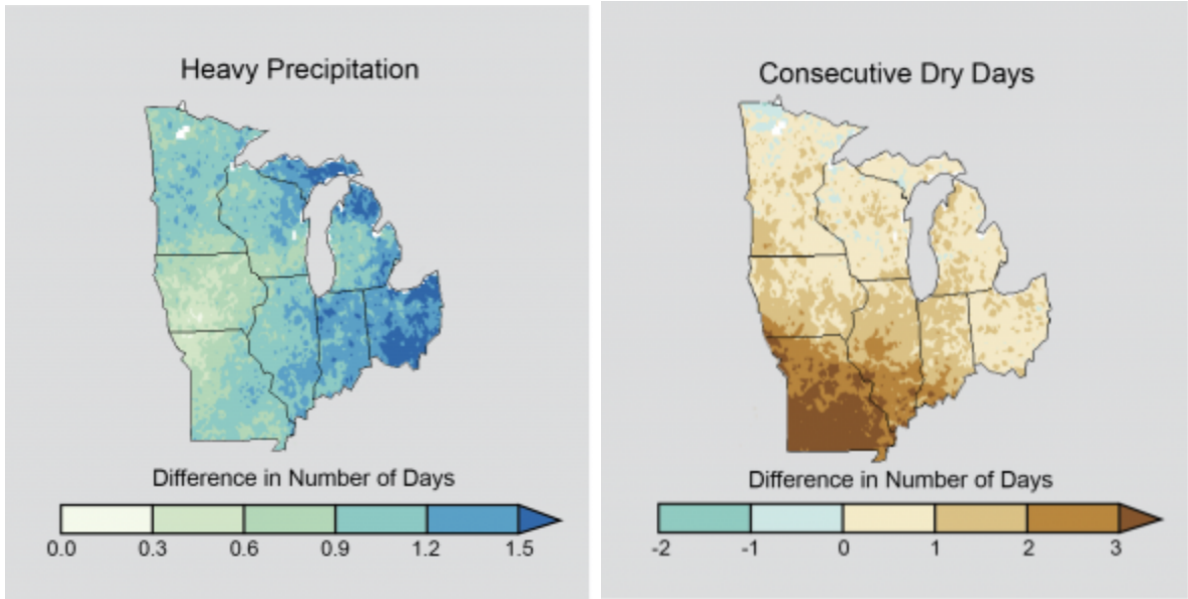 Heavy Precipitation
Difference in Number of Days
0.0 0.3 0.6 0.9 1.2 1.5
Consecutive Dry Days
Difference in Number of Days
-2 -1 0 1 2 3